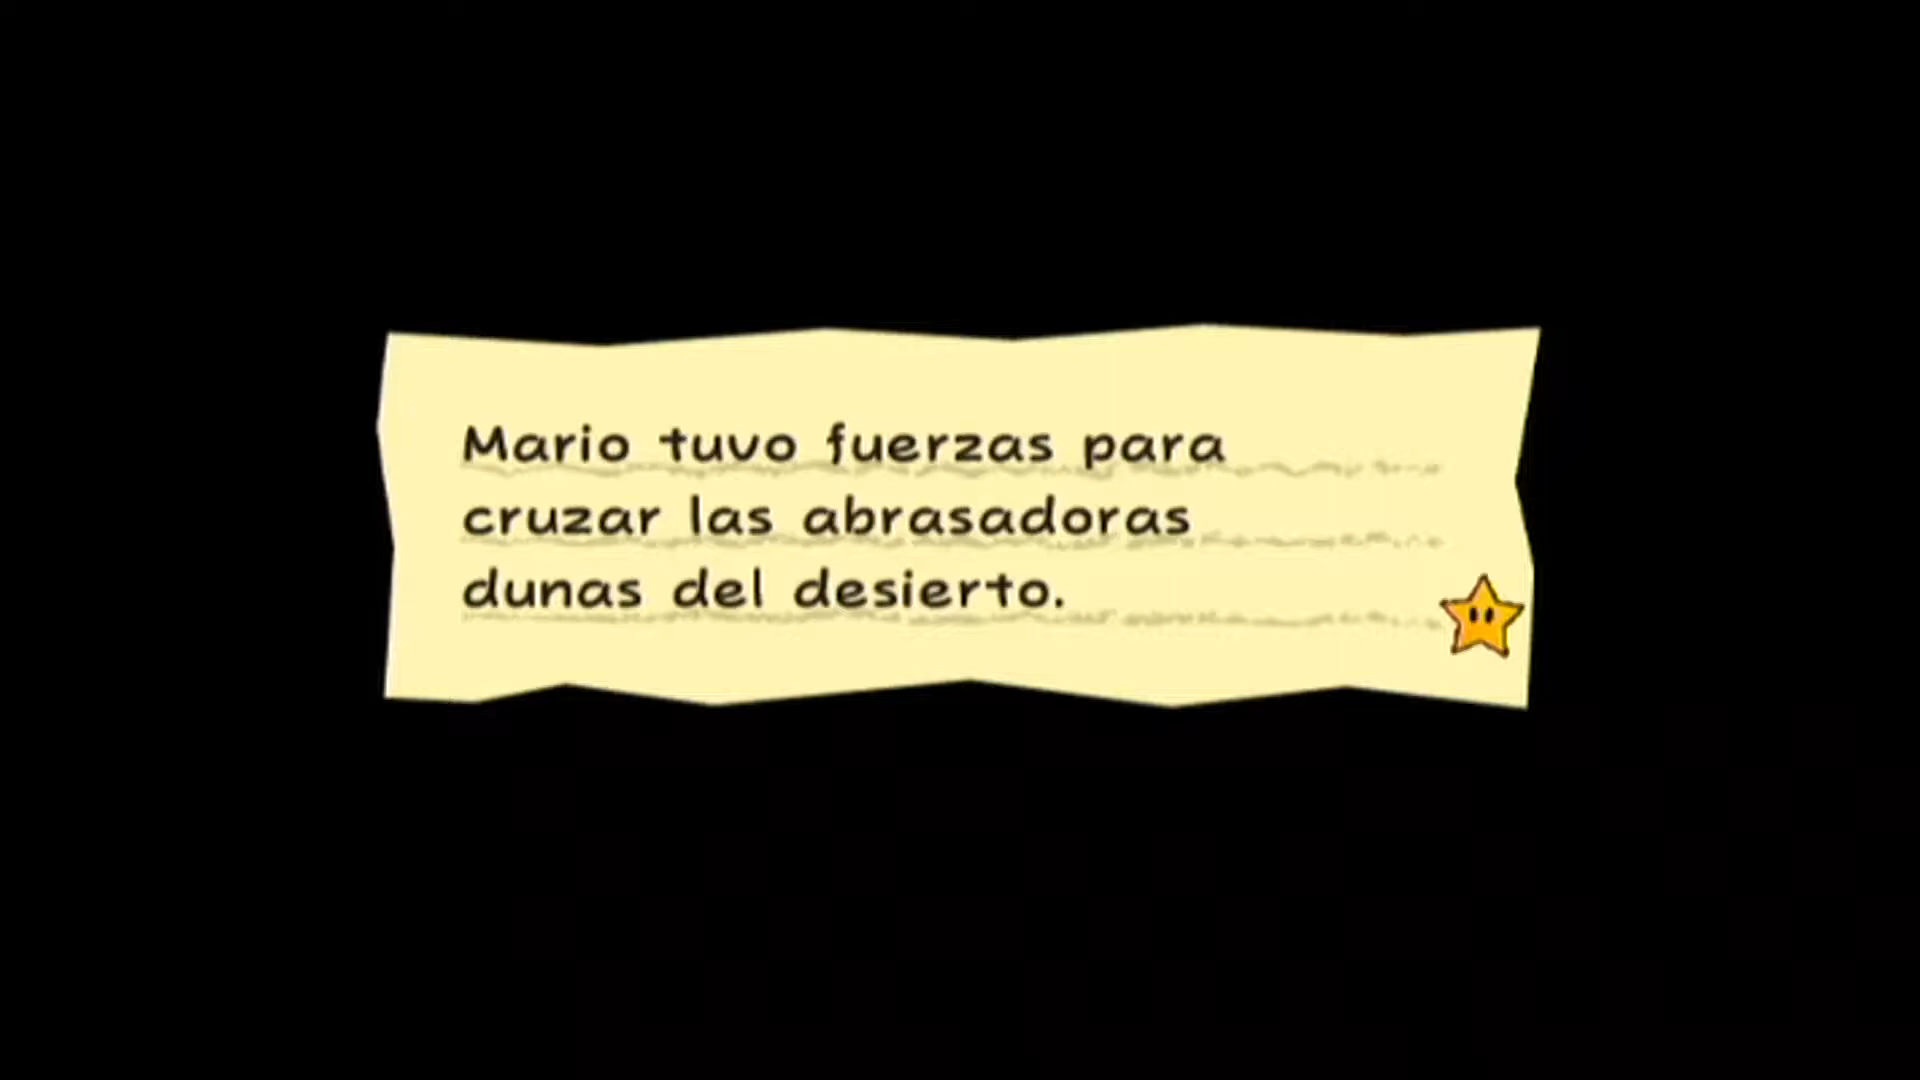 Mario tuvo fuerzas para
cruzar las abrasadoras
dunas del desierto.